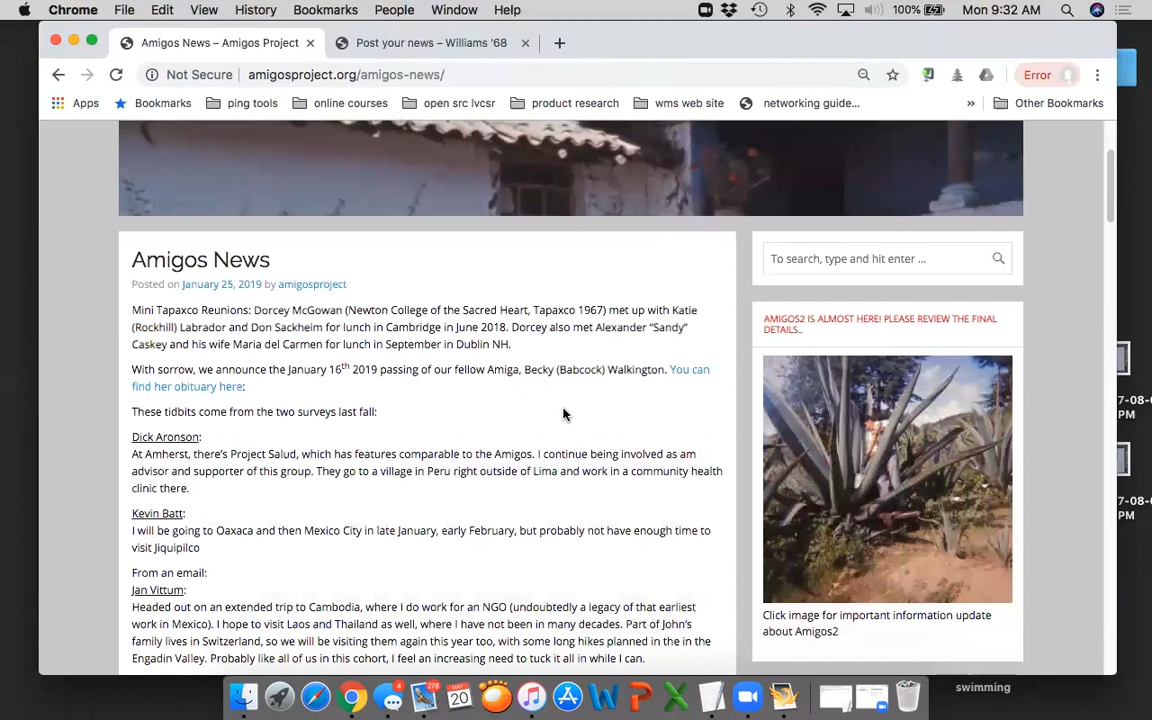 Chrome File Edit View History Bookmarks People Window Help 100% Mon 9:32 AM
Amigos News – Amigos Project Post your news – Williams '68
Not Secure amigosproject.org/amigos-news/ Error
Apps Bookmarks ping tools online courses open src lvcsr product research wms web site networking guide... » Other Bookmarks
Amigos News
Posted on January 25, 2019 by amigosproject
Mini Tapaxco Reunions: Dorcey McGowan (Newton College of the Sacred Heart, Tapaxco 1967) met up with Katie
(Rockhill) Labrador and Don Sackheim for lunch in Cambridge in June 2018. Dorcey also met Alexander “Sandy”
Caskey and his wife Maria del Carmen for lunch in September in Dublin NH.
With sorrow, we announce the January 16th 2019 passing of our fellow Amiga, Becky (Babcock) Walkington. You can
find her obituary here:
These tidbits come from the two surveys last fall:
Dick Aronson:
At Amherst, there’s Project Salud, which has features comparable to the Amigos. I continue being involved as am
advisor and supporter of this group. They go to a village in Peru right outside of Lima and work in a community health
clinic there.
Kevin Batt:
I will be going to Oaxaca and then Mexico City in late January, early February, but probably not have enough time to
visit Jiquipilco
From an email:
Jan Vittum:
Headed out on an extended trip to Cambodia, where I do work for an NGO (undoubtedly a legacy of that earliest
work in Mexico). I hope to visit Laos and Thailand as well, where I have not been in many decades. Part of John’s
family lives in Switzerland, so we will be visiting them again this year too, with some long hikes planned in the in the
Engadin Valley. Probably like all of us in this cohort, I feel an increasing need to tuck it all in while I can.
To search, type and hit enter ...
AMIGOS2 IS ALMOST HERE! PLEASE REVIEW THE FINAL
DETAILS...
Click image for important information update
about Amigos2
7-08-
PM
7-08-
PM
swimming
4
278
MAY
20